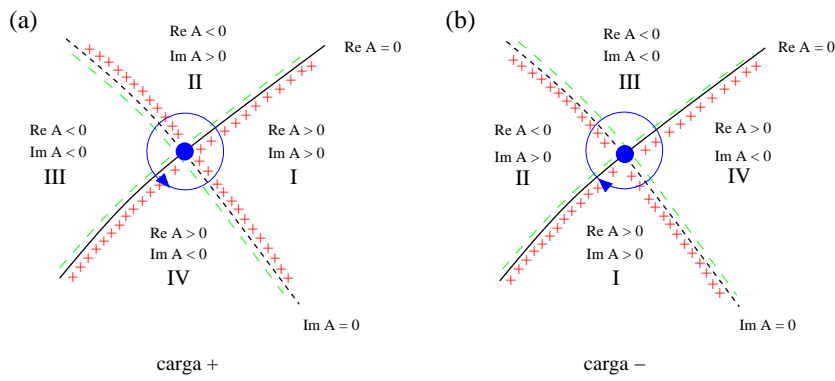 (a)
Re A < 0
Im A > 0
II
Re A = 0
Re A < 0
Im A < 0
III
Re A > 0
Im A > 0
I
Re A > 0
Im A < 0
IV
Im A = 0
carga +
(b)
Re A < 0
Im A < 0
III
Re A = 0
Re A < 0
Im A > 0
II
Re A > 0
Im A < 0
IV
Re A > 0
Im A > 0
I
Im A = 0
carga −